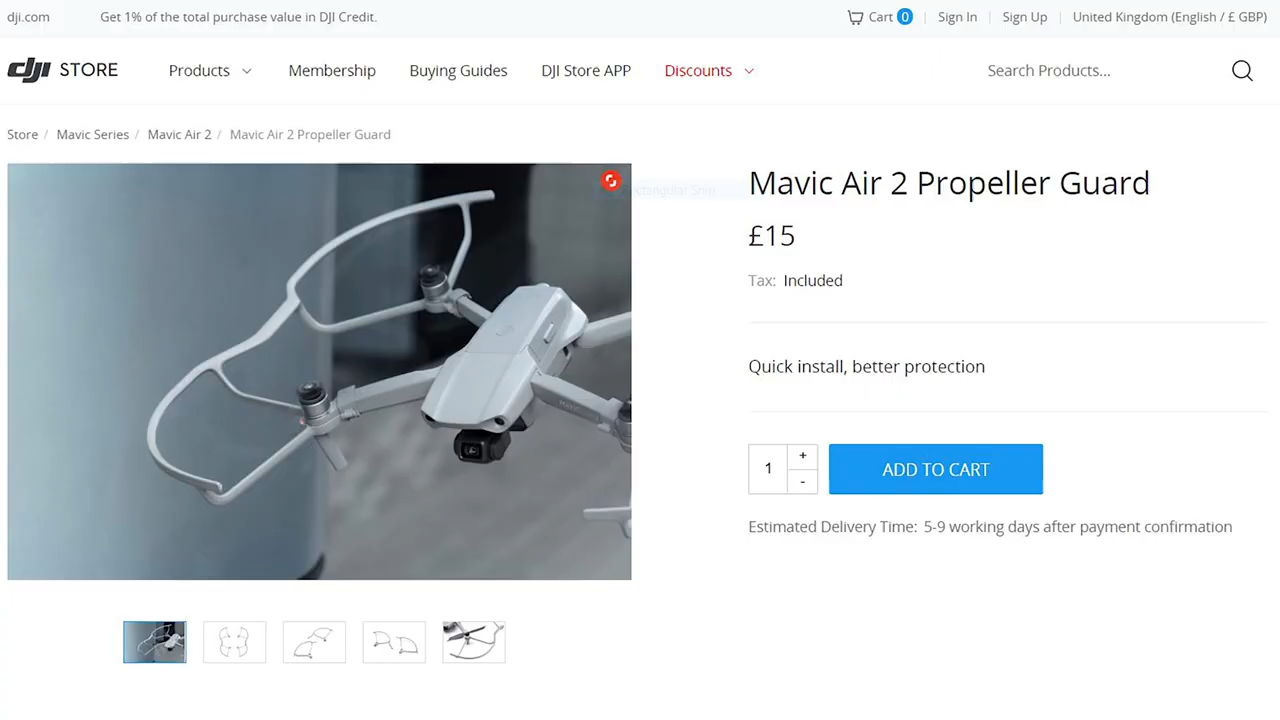 dji.com
Get 1% of the total purchase value in DJI Credit.
Cart 0
Sign In
Sign Up
United Kingdom (English / £ GBP)
dji STORE
Products
Membership
Buying Guides
DJI Store APP
Discounts
Search Products...
Store / Mavic Series / Mavic Air 2 / Mavic Air 2 Propeller Guard
Rectangular Snip
Mavic Air 2 Propeller Guard
£15
Tax: Included
Quick install, better protection
1
+
-
ADD TO CART
Estimated Delivery Time: 5-9 working days after payment confirmation